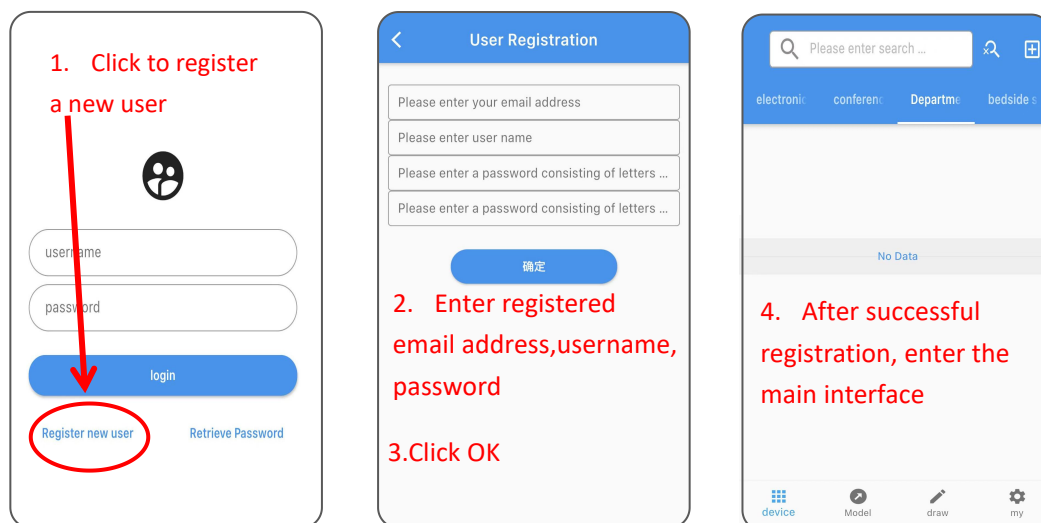 1. Click to register
a new user
username
password
login
Register new user
Retrieve Password
User Registration
Please enter your email address
Please enter user name
Please enter a password consisting of letters ...
Please enter a password consisting of letters ...
确定
2. Enter registered
email address,username,
password
3.Click OK
Please enter search ...
electronic
conferenc
Departme
bedside s
No Data
4. After successful
registration, enter the
main interface
device
Model
draw
my